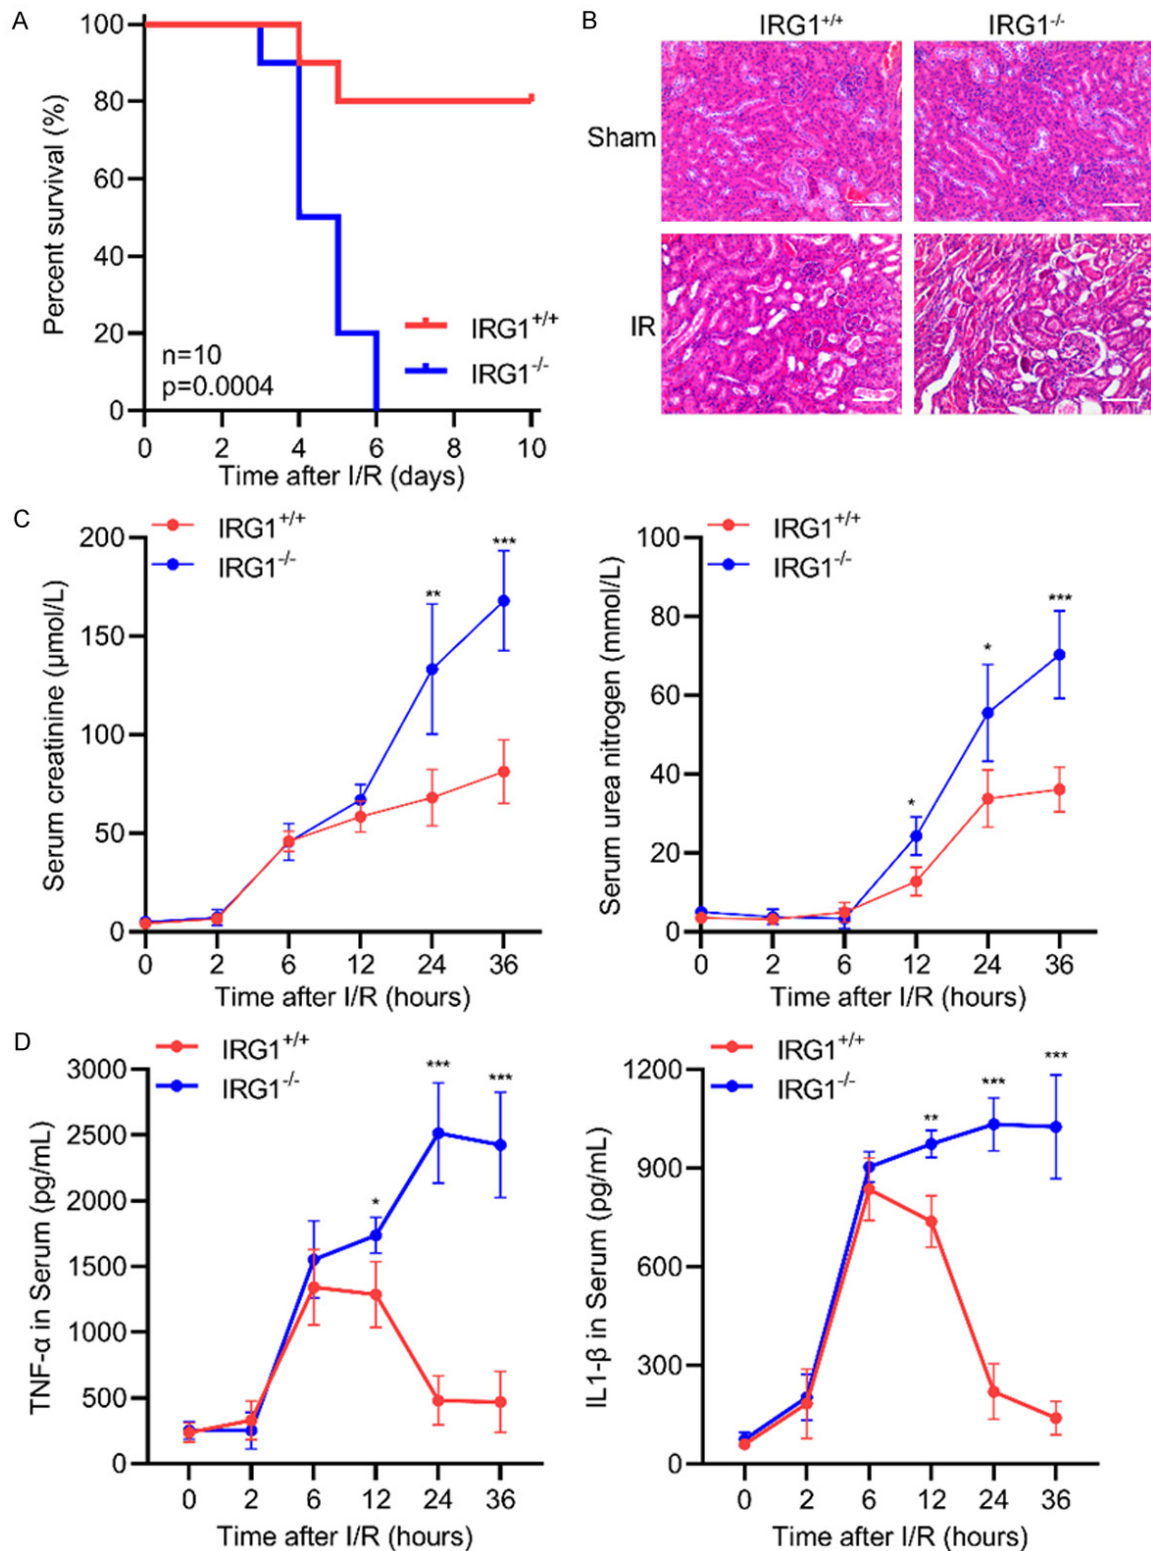 A
Percent survival (%)
100
80
60
40
20
0
n=10
p=0.0004
IRG1+/+
IRG1-/-
0 2 4 6 8 10
Time after I/R (days)
B
IRG1+/+ IRG1-/-
Sham
IR
C
IRG1+/+
IRG1-/-
Serum creatinine (μmol/L)
200
150
100
50
0
** ***
0 2 6 12 24 36
Time after I/R (hours)
IRG1+/+
IRG1-/-
Serum urea nitrogen (mmol/L)
100
80
60
40
20
0
* * ***
0 2 6 12 24 36
Time after I/R (hours)
D
IRG1+/+
IRG1-/-
TNF-α in Serum (pg/mL)
3000
2500
2000
1500
1000
500
0
* *** ***
0 2 6 12 24 36
Time after I/R (hours)
IRG1+/+
IRG1-/-
IL1-β in Serum (pg/mL)
1200
900
600
300
0
** *** ***
0 2 6 12 24 36
Time after I/R (hours)